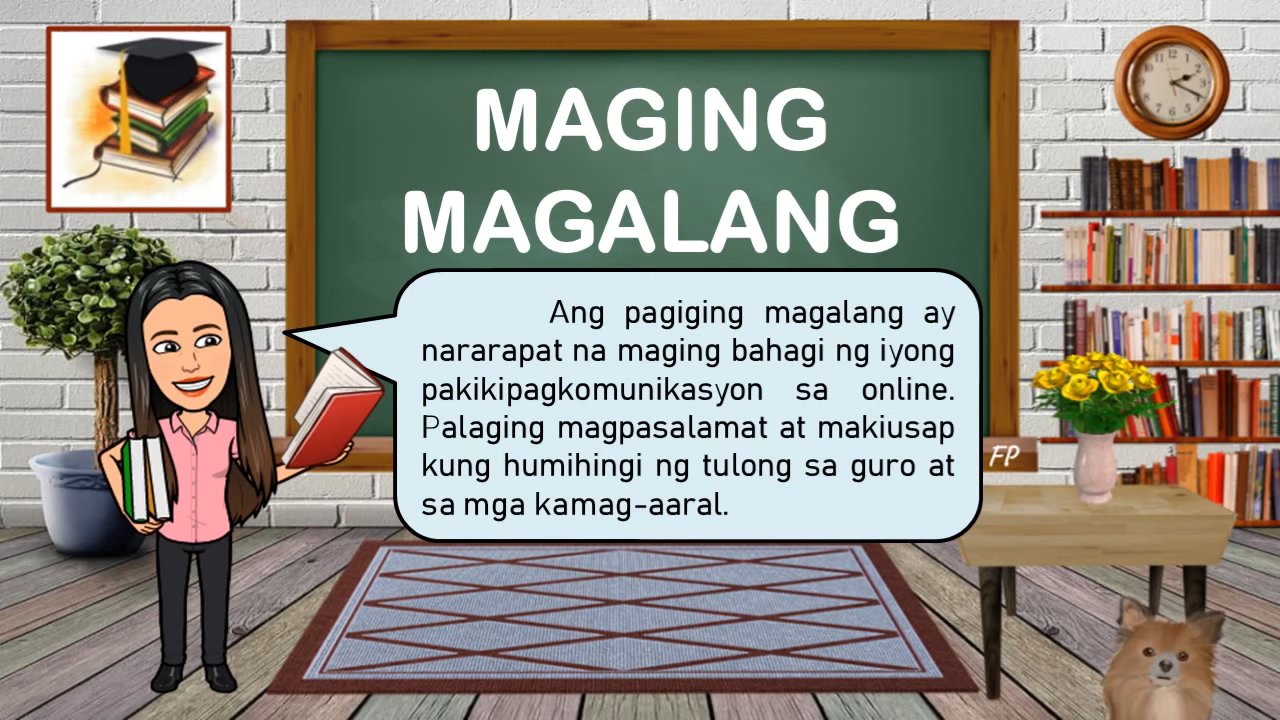 MAGING
MAGALANG
Ang pagiging magalang ay
nararapat na maging bahagi ng iyong
pakikipagkomunikasyon sa online.
Palaging magpasalamat at makiusap
kung humihingi ng tulong sa guro at
sa mga kamag-aaral.
FP